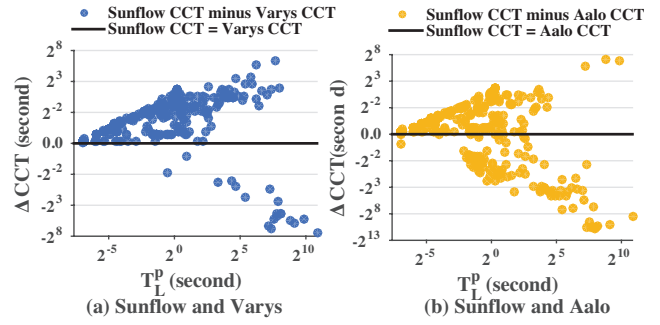 Sunflow CCT minus Varys CCT
Sunflow CCT = Varys CCT
2^8
2^3
2^-2
0.0
-2^-2
-2^3
-2^8
Δ CCT (second)
2^-5 2^0 2^5 2^10
T_L^p (second)
(a) Sunflow and Varys
Sunflow CCT minus Aalo CCT
Sunflow CCT = Aalo CCT
2^8
2^3
2^-2
0.0
-2^-2
-2^3
-2^8
-2^13
Δ CCT(secon d)
2^-5 2^0 2^5 2^10
T_L^p (second)
(b) Sunflow and Aalo